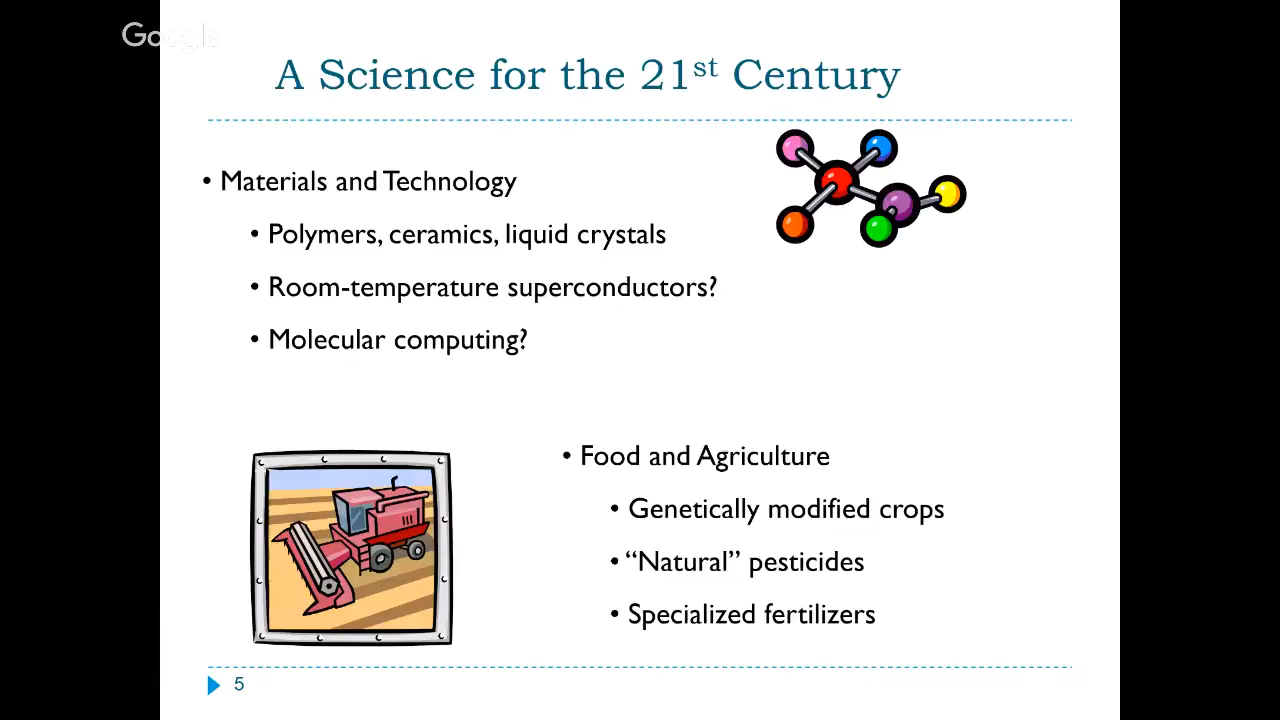 Google
A Science for the 21st Century
• Materials and Technology
• Polymers, ceramics, liquid crystals
• Room-temperature superconductors?
• Molecular computing?
• Food and Agriculture
• Genetically modified crops
• “Natural” pesticides
• Specialized fertilizers
5